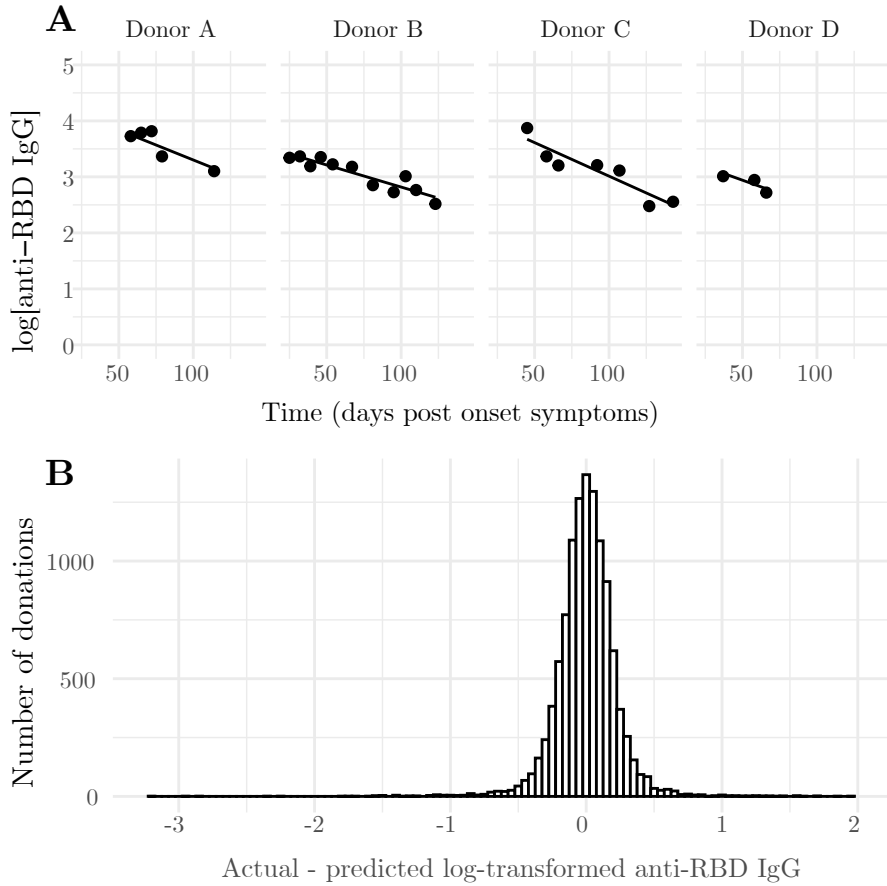 A
Donor A Donor B Donor C Donor D
log[anti−RBD IgG]
5
4
3
2
1
0
50 100 50 100 50 100 50 100
Time (days post onset symptoms)
B
Number of donations
1000
500
0
-3 -2 -1 0 1 2
Actual - predicted log-transformed anti-RBD IgG